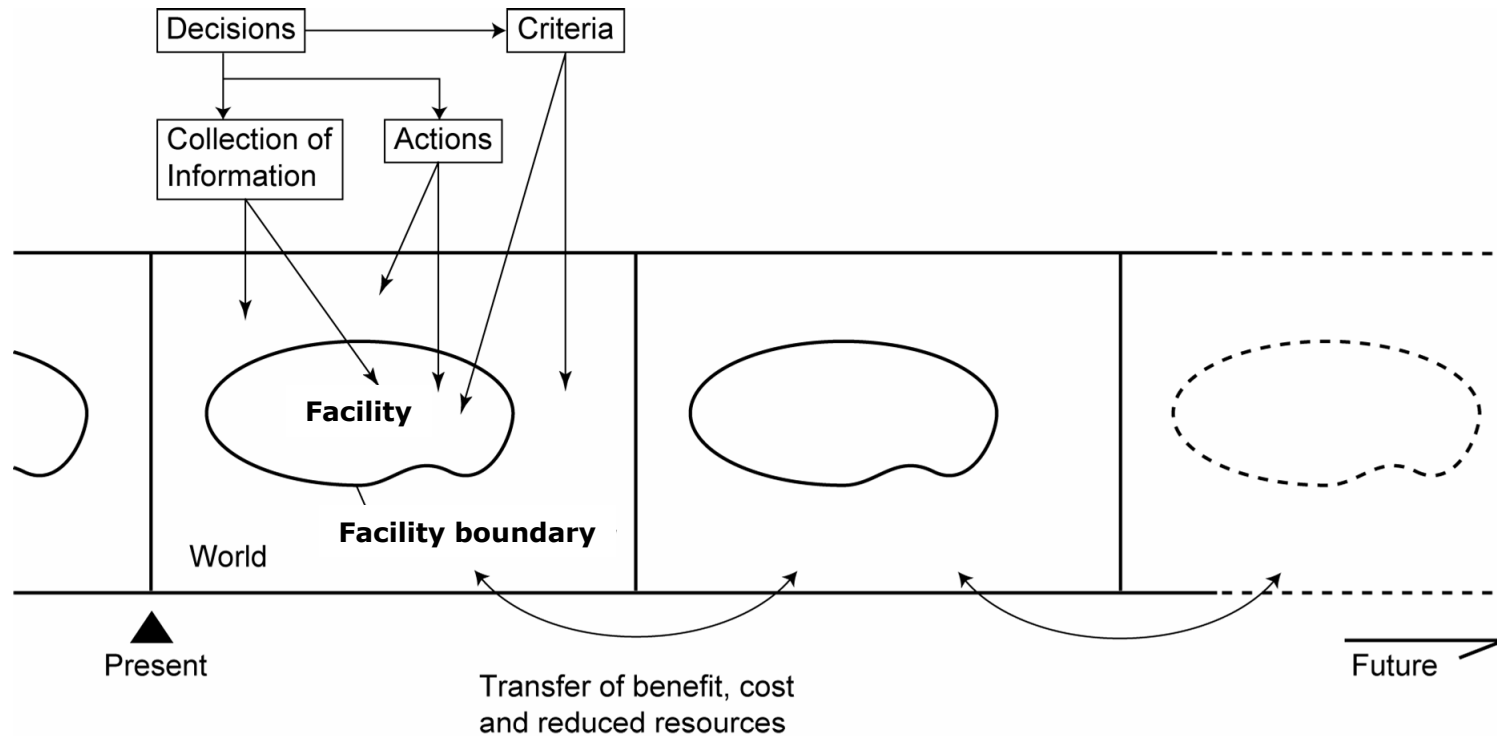 Decisions
Criteria
Collection of
Information
Actions
Facility
Facility boundary
World
Present
Future
Transfer of benefit, cost
and reduced resources